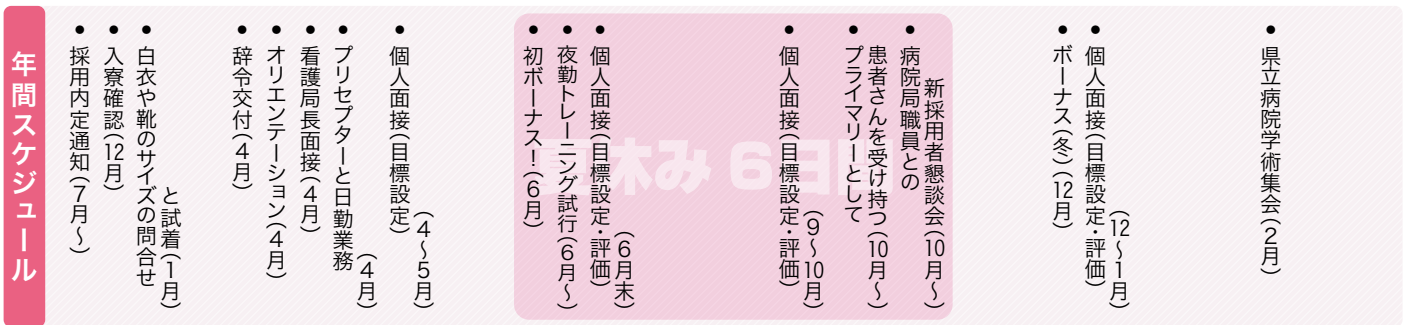 年間スケジュール
● 採用内定通知（7月～）
● 入寮確認（12月）
● 白衣や靴のサイズの問合せ
と試着（1月）
● 辞令交付（4月）
● オリエンテーション（4月）
● 看護局長面接（4月）
● プリセプターと日勤業務
（4月）
● 個人面接（目標設定）
（4～5月）
夏休み6日間
● 初ボーナス！（6月）
● 夜勤トレーニング試行（6月～）
● 個人面接（目標設定・評価）
（6月末）
● 個人面接（目標設定・評価）
（9～10月）
● プライマリーとして
患者さんを受け持つ（10月～）
● 病院局職員との
新採用者懇談会（10月～）
● ボーナス（冬）（12月）
● 個人面接（目標設定・評価）
（12～1月）
● 県立病院学術集会（2月）